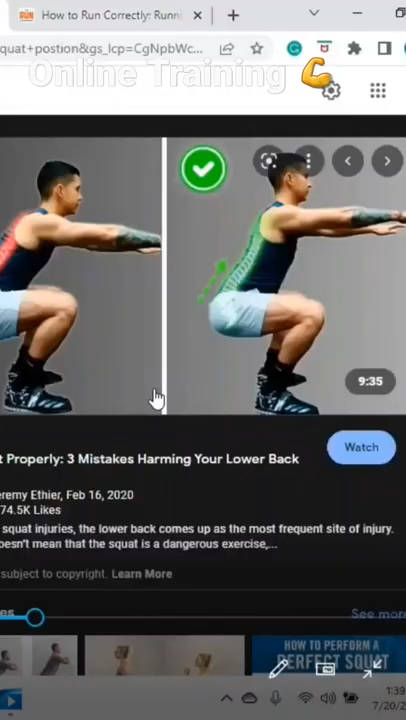 How to Run Correctly: Runni
quat+postion&gs_lcp=CgNpbWc...
Online Training 💪
9:35
t Properly: 3 Mistakes Harming Your Lower Back
Watch
eremy Ethier, Feb 16, 2020
74.5K Likes
squat injuries, the lower back comes up as the most frequent site of injury.
oesn't mean that the squat is a dangerous exercise,...
subject to copyright. Learn More
es
See more
HOW TO PERFORM A
PERFECT SQUAT
1:39
7/20/2